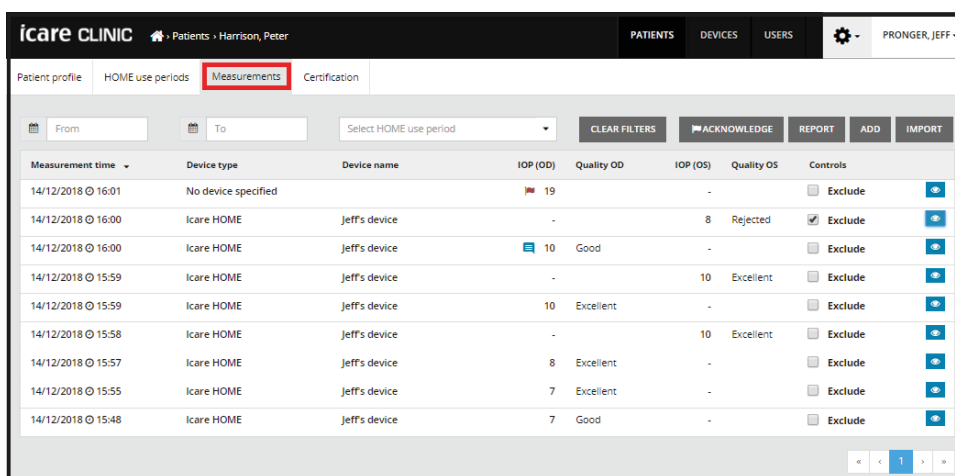 icare CLINIC › Patients › Harrison, Peter PATIENTS DEVICES USERS PRONGER, JEFF
Patient profile HOME use periods Measurements Certification
From To Select HOME use period CLEAR FILTERS ACKNOWLEDGE REPORT ADD IMPORT
Measurement time Device type Device name IOP (OD) Quality OD IOP (OS) Quality OS Controls
14/12/2018 16:01 No device specified 19 - Exclude
14/12/2018 16:00 Icare HOME Jeff's device - 8 Rejected Exclude
14/12/2018 16:00 Icare HOME Jeff's device 10 Good - Exclude
14/12/2018 15:59 Icare HOME Jeff's device - 10 Excellent Exclude
14/12/2018 15:59 Icare HOME Jeff's device 10 Excellent - Exclude
14/12/2018 15:58 Icare HOME Jeff's device - 10 Excellent Exclude
14/12/2018 15:57 Icare HOME Jeff's device 8 Excellent - Exclude
14/12/2018 15:55 Icare HOME Jeff's device 7 Excellent - Exclude
14/12/2018 15:48 Icare HOME Jeff's device 7 Good - Exclude
« ‹ 1 › »